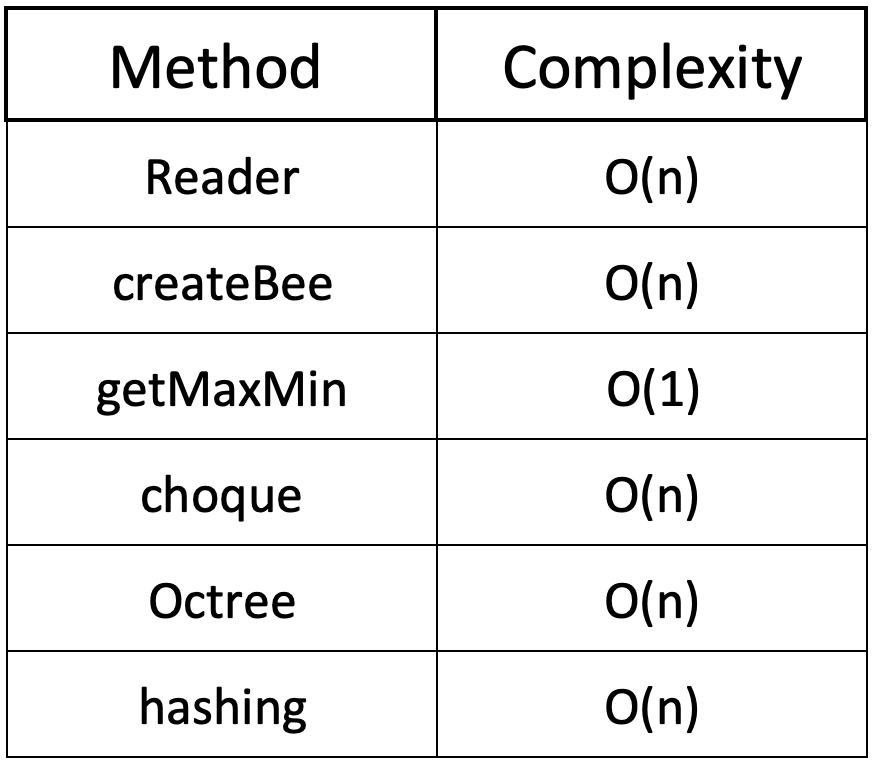 Method Complexity
Reader O(n)
createBee O(n)
getMaxMin O(1)
choque O(n)
Octree O(n)
hashing O(n)